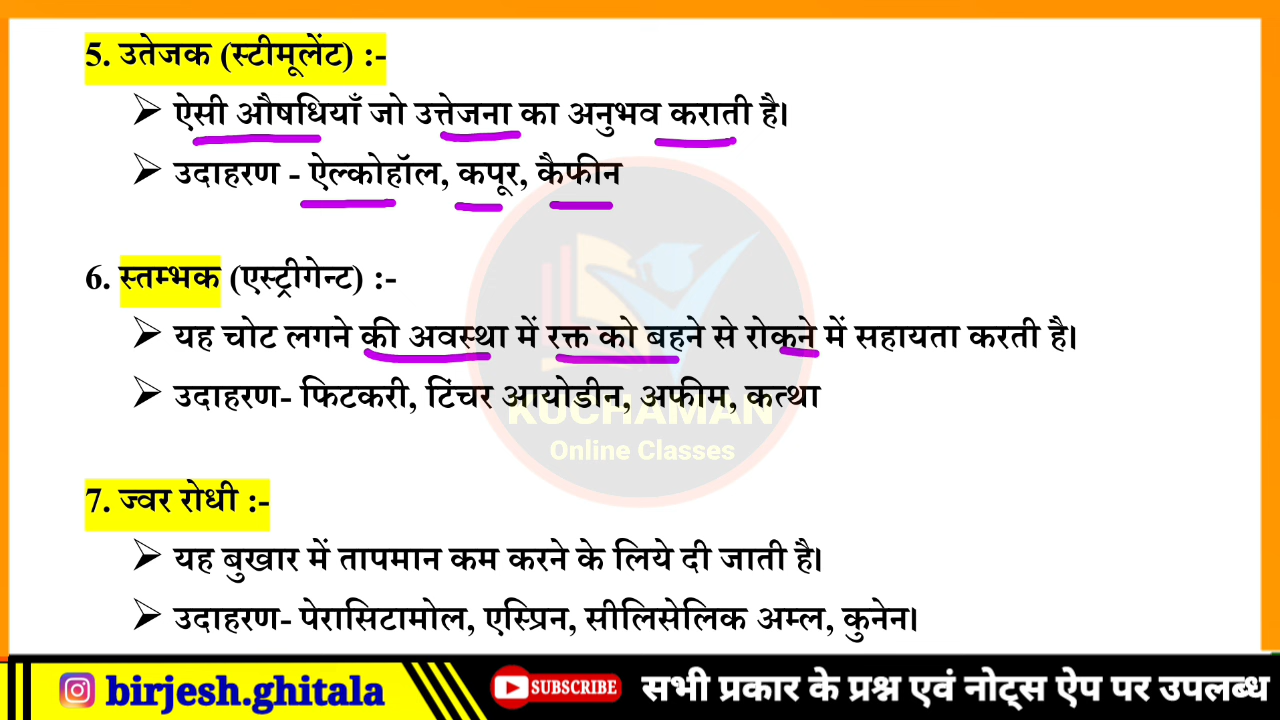 5. उतेजक (स्टीमूलेंट) :-
ऐसी औषधियाँ जो उत्तेजना का अनुभव कराती है।
उदाहरण - ऐल्कोहॉल, कपूर, कैफीन
6. स्तम्भक (एस्ट्रीगेन्ट) :-
यह चोट लगने की अवस्था में रक्त को बहने से रोकने में सहायता करती है।
उदाहरण- फिटकरी, टिंचर आयोडीन, अफीम, कत्था
KUCHAMAN
Online Classes
7. ज्वर रोधी :-
यह बुखार में तापमान कम करने के लिये दी जाती है।
उदाहरण- पेरासिटामोल, एस्प्रिन, सीलिसेलिक अम्ल, कुनेन।
birjesh.ghitala SUBSCRIBE सभी प्रकार के प्रश्न एवं नोट्स ऐप पर उपलब्ध